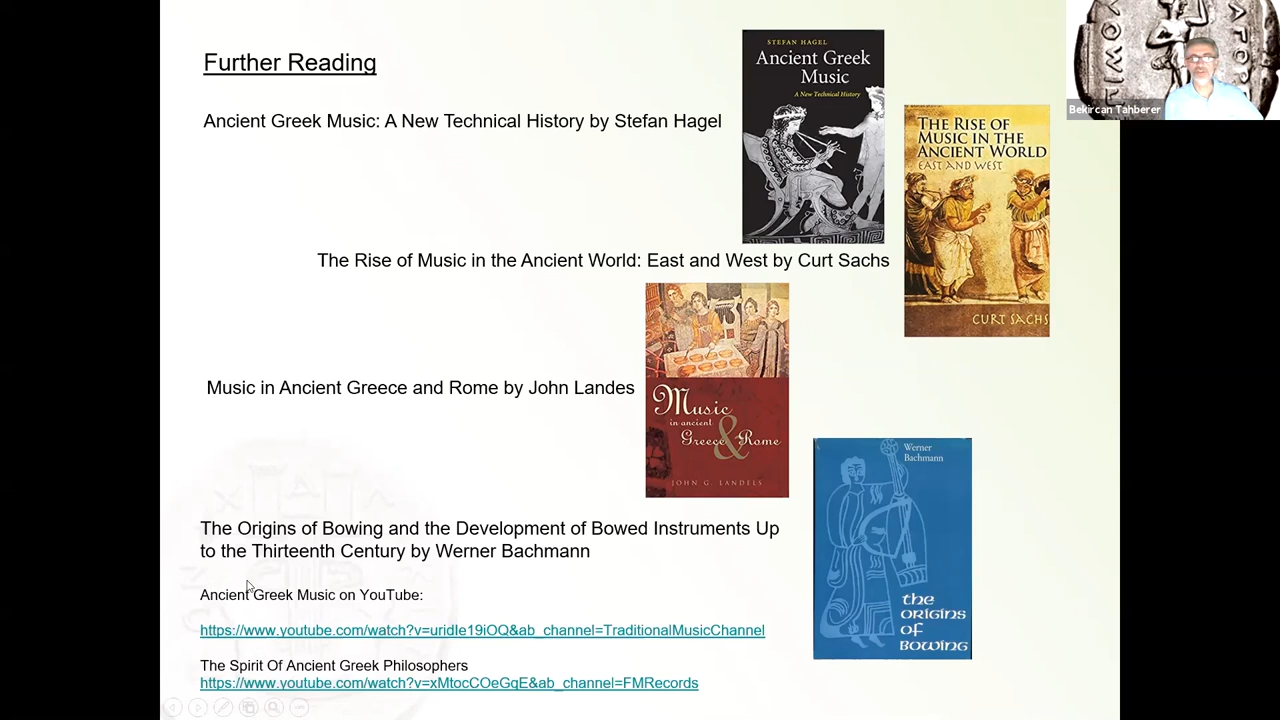 Further Reading
STEFAN HAGEL
Ancient Greek
Music
A New Technical History
Bekircan Tahberer
Ancient Greek Music: A New Technical History by Stefan Hagel
THE RISE OF
MUSIC IN THE
ANCIENT WORLD
EAST AND WEST
CURT SACHS
The Rise of Music in the Ancient World: East and West by Curt Sachs
Music in Ancient Greece and Rome by John Landes
Music
in ancient
Greece & Rome
JOHN G. LANDELS
Werner
Bachmann
the
origins
of
bowing
The Origins of Bowing and the Development of Bowed Instruments Up
to the Thirteenth Century by Werner Bachmann
Ancient Greek Music on YouTube:
https://www.youtube.com/watch?v=uridIe19iOQ&ab_channel=TraditionalMusicChannel
The Spirit Of Ancient Greek Philosophers
https://www.youtube.com/watch?v=xMtocCOeGqE&ab_channel=FMRecords